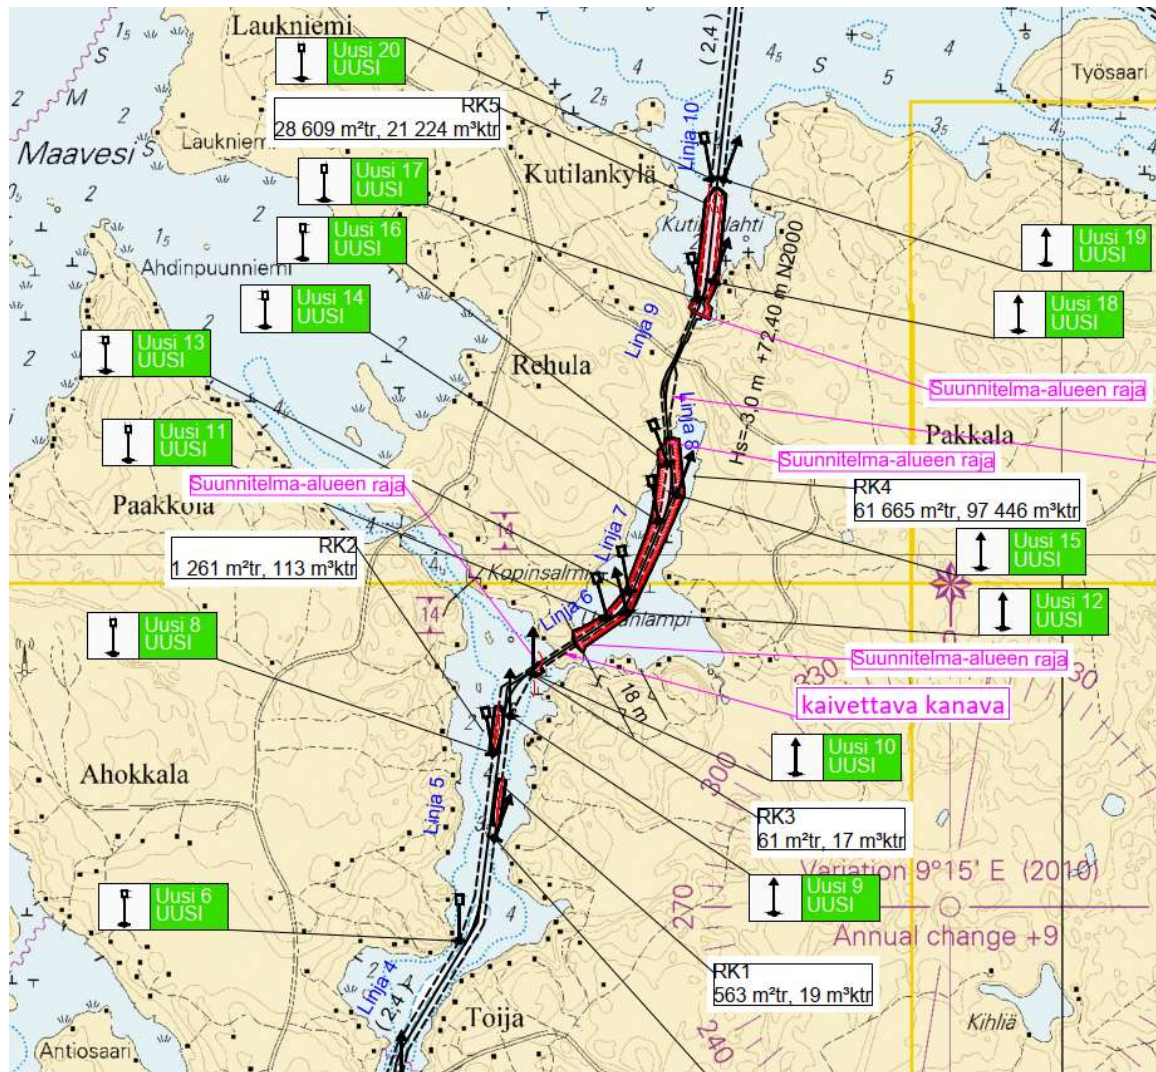 Laukniemi
Uusi 20
UUSI
RK5
28 609 m²tr, 21 224 m³ktr
Laukniemi
Maavesi
M
S
S
Uusi 17
UUSI
Kutilankylä
Linja 10
( 2,4 )
S
Työsaari
Uusi 16
UUSI
Ahdinpuunniemi
Uusi 19
UUSI
Uusi 14
UUSI
Uusi 18
UUSI
Uusi 13
UUSI
Rehula
Linja 9
Hs= -3,0 m +72.40 m N2000
Suunnitelma-alueen raja
Uusi 11
UUSI
Linja 8
Pakkala
Suunnitelma-alueen raja
Suunnitelma-alueen raja
Paakkola
RK4
61 665 m²tr, 97 446 m³ktr
14
RK2
1 261 m²tr, 113 m³ktr
Linja 7
Uusi 15
UUSI
Kopinsalmi
14
Linja 6
Uusi 12
UUSI
Uusi 8
UUSI
Suunnitelma-alueen raja
18 m
kaivettava kanava
230
Uusi 10
UUSI
300
Ahokkala
Linja 5
RK3
61 m²tr, 17 m³ktr
Variation 9°15' E (2010)
Uusi 6
UUSI
Uusi 9
UUSI
270
Annual change +9
Linja 4
( 2,4 )
RK1
563 m²tr, 19 m³ktr
Toija
Kihliä
240
Antiosaari